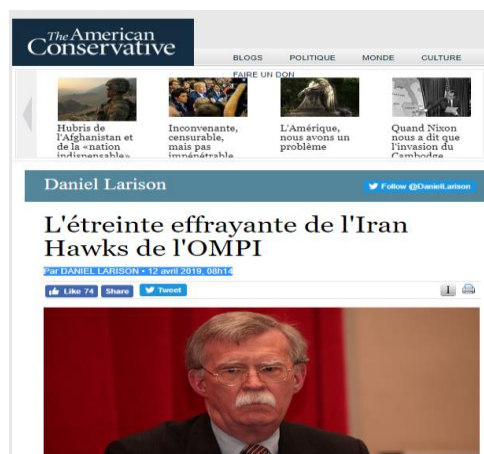 The American
Conservative
BLOGS POLITIQUE MONDE CULTURE
FAIRE UN DON
Hubris de
l'Afghanistan et
de la «nation
indispensable»
Inconvenante,
censurable,
mais pas
impénétrable
L'Amérique,
nous avons un
problème
Quand Nixon
nous a dit que
l'invasion du
Cambodge
Daniel Larison
Follow @DanielLarison
L'étreinte effrayante de l'Iran
Hawks de l'OMPI
Par DANIEL LARISON • 12 avril 2019, 08h14
Like 74 Share Tweet